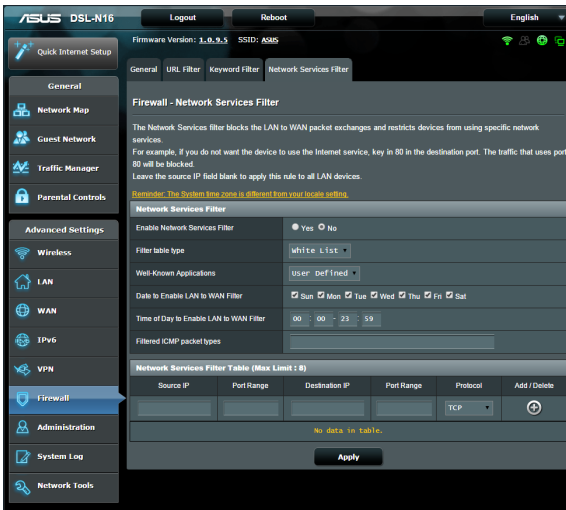 ASUS DSL-N16
Logout
Reboot
English
Quick Internet Setup
General
Network Map
Guest Network
Traffic Manager
Parental Controls
Advanced Settings
Wireless
LAN
WAN
IPv6
VPN
Firewall
Administration
System Log
Network Tools
Firmware Version: 1.0.9.5 SSID: ASUS
General URL Filter Keyword Filter Network Services Filter
Firewall - Network Services Filter
The Network Services filter blocks the LAN to WAN packet exchanges and restricts devices from using specific network
services.
For example, if you do not want the device to use the Internet service, key in 80 in the destination port. The traffic that uses port
80 will be blocked.
Leave the source IP field blank to apply this rule to all LAN devices.
Reminder: The System time zone is different from your locale setting.
Network Services Filter
Enable Network Services Filter Yes No
Filter table type White List
Well-Known Applications User Defined
Date to Enable LAN to WAN Filter Sun Mon Tue Wed Thu Fri Sat
Time of Day to Enable LAN to WAN Filter 00 : 00 - 23 : 59
Filtered ICMP packet types
Network Services Filter Table (Max Limit : 8)
Source IP Port Range Destination IP Port Range Protocol Add / Delete
TCP
No data in table.
Apply